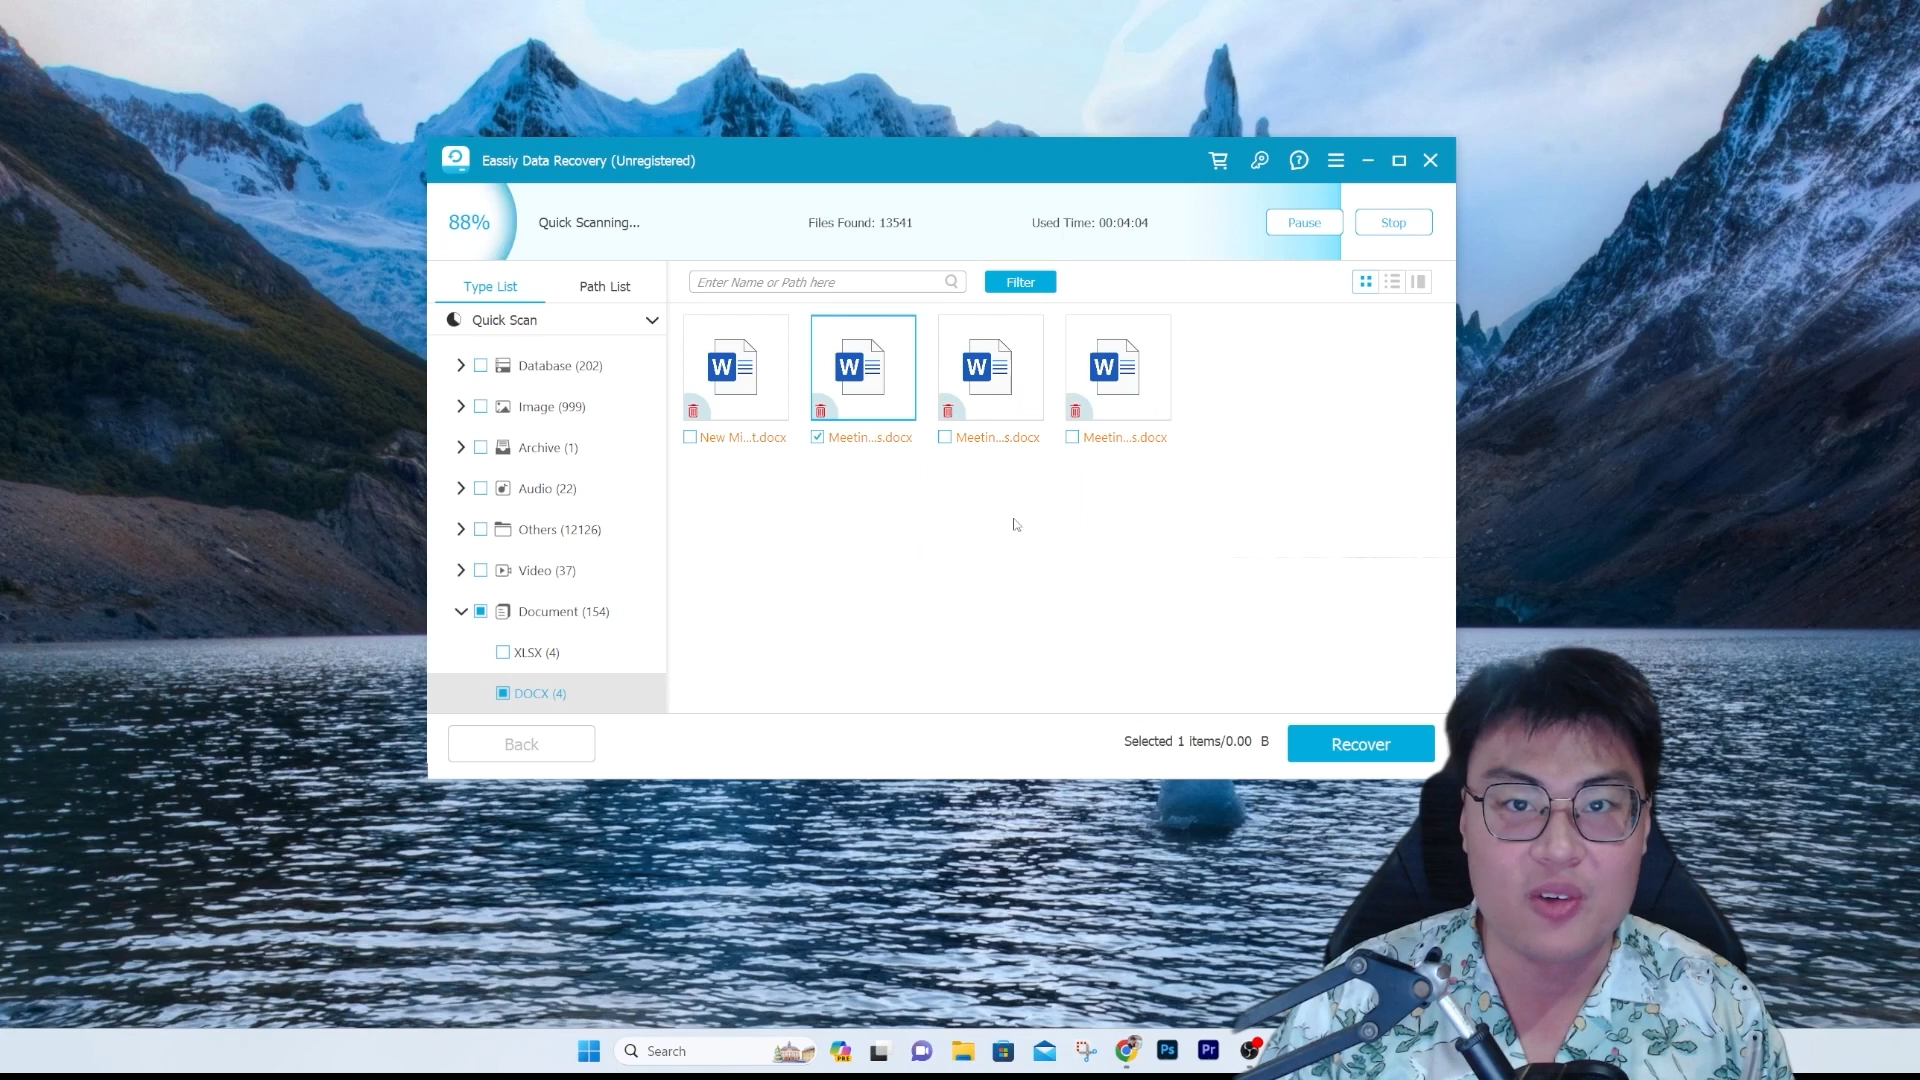 Eassiy Data Recovery (Unregistered)
88%
Quick Scanning...
Files Found: 13541
Used Time: 00:04:04
Pause
Stop
Type List
Path List
Enter Name or Path here
Filter
Quick Scan
Database (202)
Image (999)
Archive (1)
Audio (22)
Others (12126)
Video (37)
Document (154)
XLSX (4)
DOCX (4)
W
W
W
W
New Mi...t.docx
Meetin...s.docx
Meetin...s.docx
Meetin...s.docx
Back
Selected 1 items/0.00 B
Recover
Search
PRE
Ps
Pr